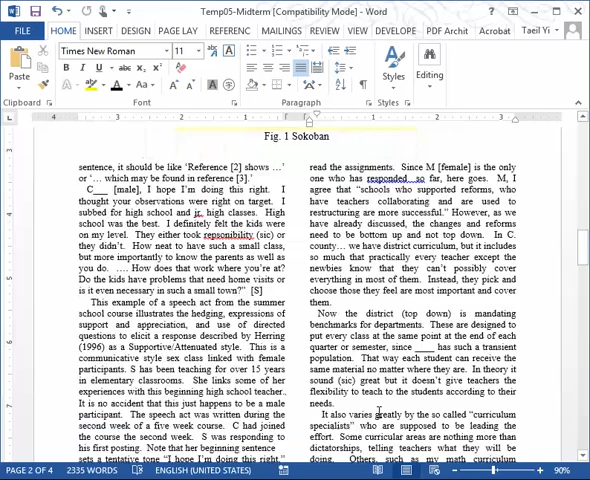 Temp05-Midterm [Compatibility Mode] - Word
FILE HOME INSERT DESIGN PAGE LAY REFERENC MAILINGS REVIEW VIEW DEVELOPE PDF Archit Acrobat Taeil Yi
Times New Roman 11
Paste
B I U abc x₂ x²
Styles
Editing
Clipboard Font Paragraph Styles
Fig. 1 Sokoban
sentence, it should be like ‘Reference [2] shows …’
or ‘… which may be found in reference [3].’
C___ [male], I hope I’m doing this right. I
thought your observations were right on target. I
subbed for high school and jr. high classes. High
school was the best. I definitely felt the kids were
on my level. They either took repsonibility (sic) or
they didn’t. How neat to have such a small class,
but more importantly to know the parents as well as
you do. …. How does that work where you’re at?
Do the kids have problems that need home visits or
is it even necessary in such a small town?” [S]
This example of a speech act from the summer
school course illustrates the hedging, expressions of
support and appreciation, and use of directed
questions to elicit a response described by Herring
(1996) as a Supportive/Attenuated style. This is a
communicative style sex class linked with female
participants. S has been teaching for over 15 years
in elementary classrooms. She links some of her
experiences with this beginning high school teacher..
It is no accident that this just happens to be a male
participant. The speech act was written during the
second week of a five week course. C had joined
the course the second week. S was responding to
his first posting. Note that her beginning sentence
sets a tentative tone “I hope I’m doing this right.”
read the assignments. Since M [female] is the only
one who has responded so far, here goes. M, I
agree that “schools who supported reforms, who
have teachers collaborating and are used to
restructuring are more successful.” However, as we
have already discussed, the changes and reforms
need to be bottom up and not top down. In C.
county… we have district curriculum, but it includes
so much that practically every teacher except the
newbies know that they can’t possibly cover
everything in most of them. Instead, they pick and
choose those they feel are most important and cover
them.
Now the district (top down) is mandating
benchmarks for departments. These are designed to
put every class at the same point at the end of each
quarter or semester, since ____ has such a transient
population. That way each student can receive the
same material no matter where they are. In theory it
sound (sic) great but it doesn’t give teachers the
flexibility to teach to the students according to their
needs.
It also varies greatly by the so called “curriculum
specialists” who are supposed to be leading the
effort. Some curricular areas are nothing more than
dictatorships, telling teachers what they will be
doing. Others, such as my math curriculum
PAGE 2 OF 4 2335 WORDS ENGLISH (UNITED STATES) 90%